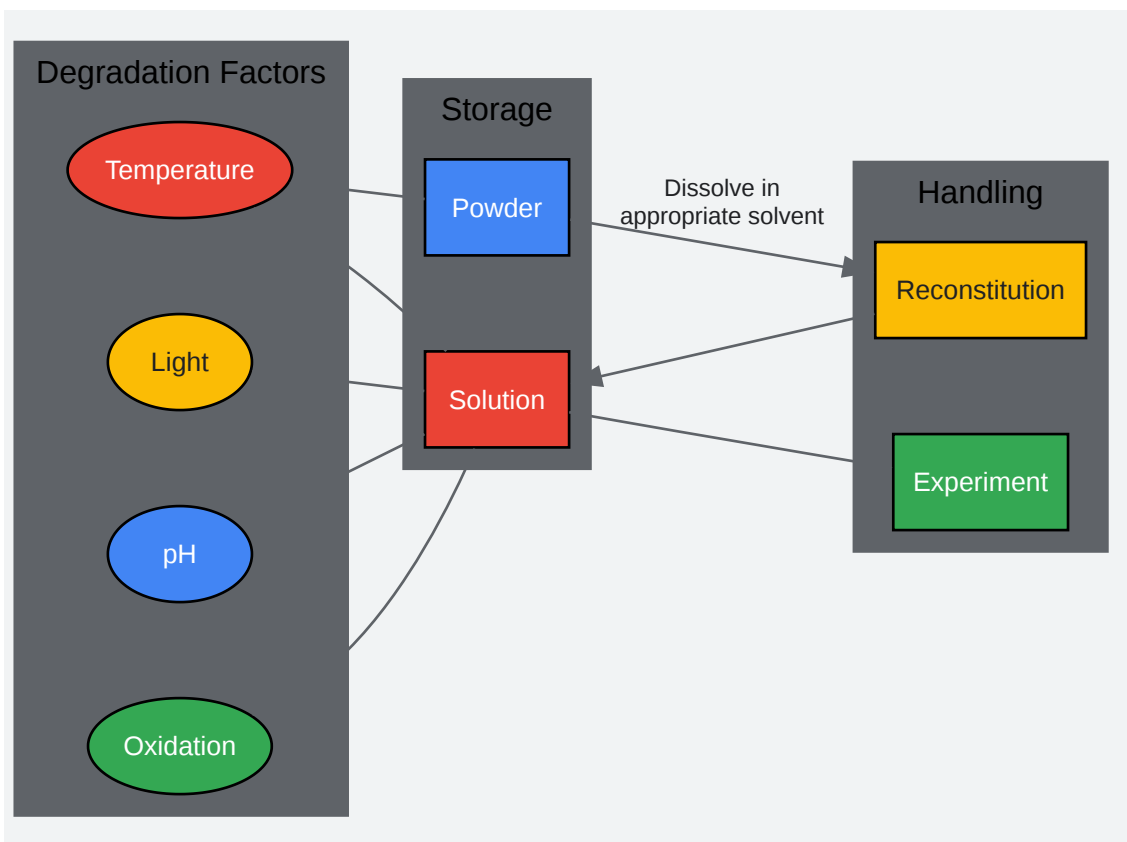 Degradation Factors
Temperature
Light
pH
Oxidation
Storage
Powder
Solution
Dissolve in
appropriate solvent
Handling
Reconstitution
Experiment